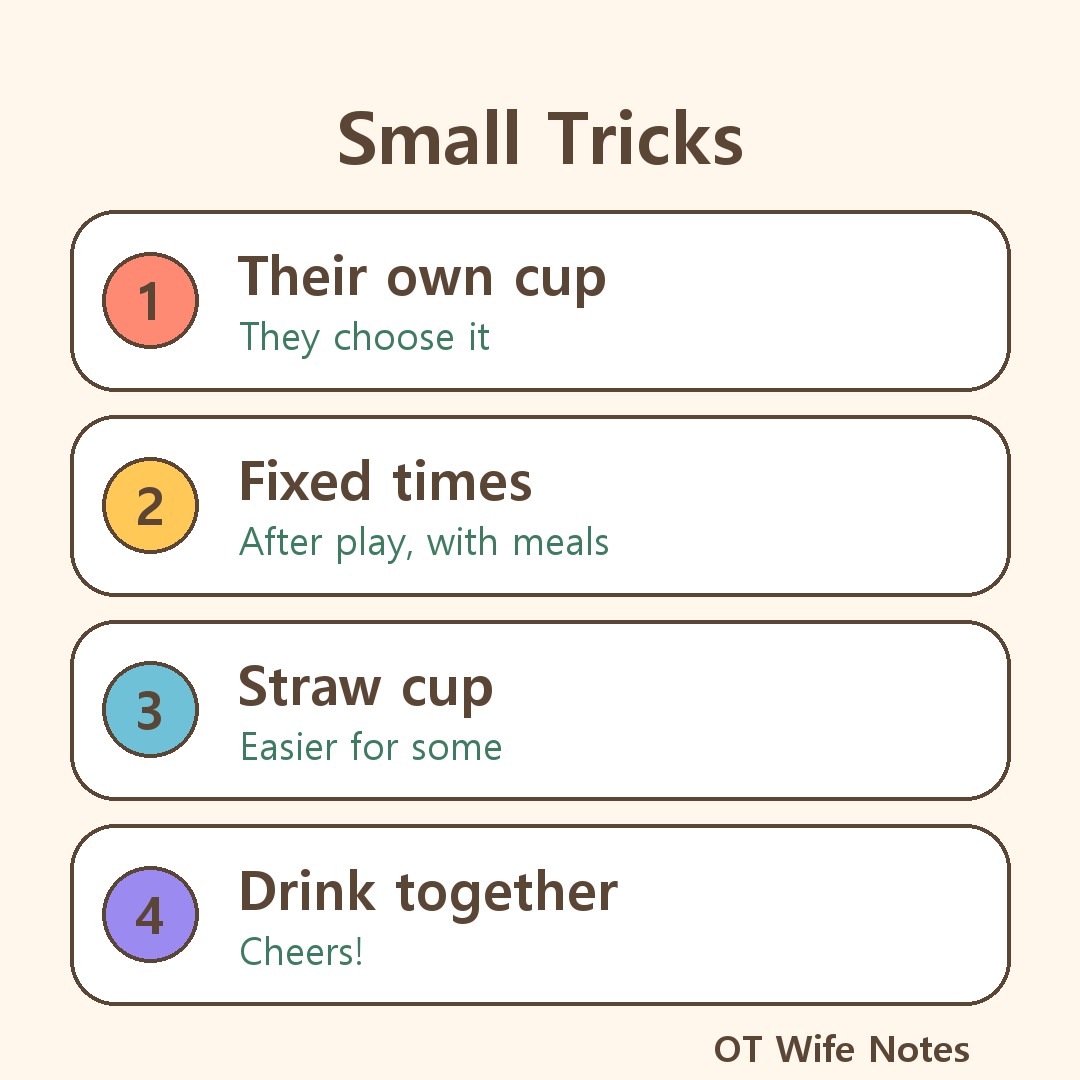 Small Tricks
1
Their own cup
They choose it
2
Fixed times
After play, with meals
3
Straw cup
Easier for some
4
Drink together
Cheers!
OT Wife Notes